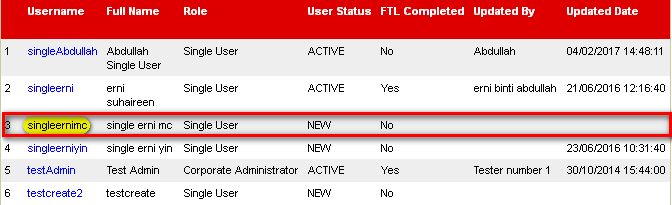 Username Full Name Role User Status FTL Completed Updated By Updated Date
1 singleAbdullah Abdullah Single User ACTIVE No Abdullah 04/02/2017 14:48:11
Single User
2 singleerni erni Single User ACTIVE Yes erni binti abdullah 21/06/2016 12:16:40
suhaireen
3 singleernimc single erni mc Single User NEW No
4 singleerniyin single erni yin Single User NEW No 23/06/2016 10:31:40
5 testAdmin Test Admin Corporate Administrator ACTIVE Yes Tester number 1 30/10/2014 15:44:00
6 testcreate2 testcreate Single User NEW No